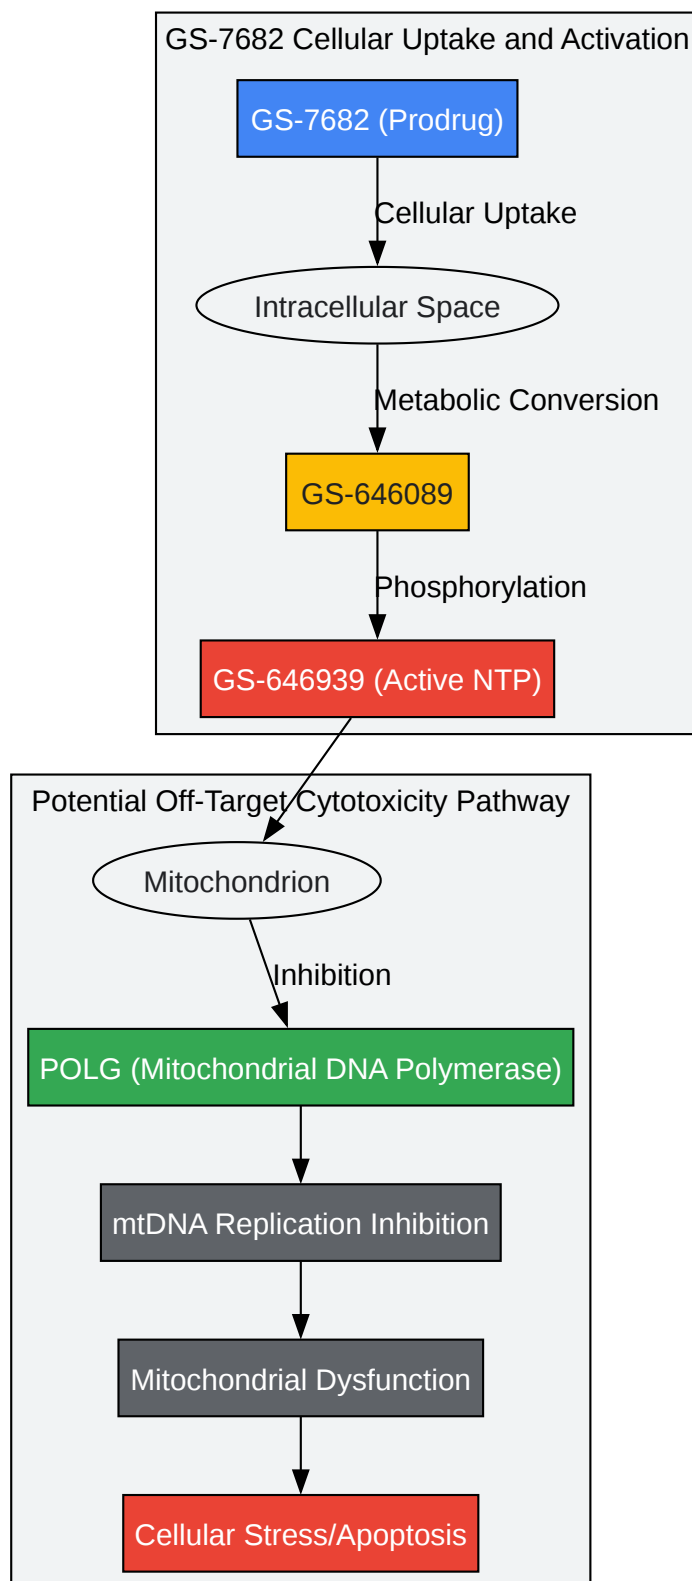 GS-7682 Cellular Uptake and Activation
GS-7682 (Prodrug)
Cellular Uptake
Intracellular Space
Metabolic Conversion
GS-646089
Phosphorylation
GS-646939 (Active NTP)
Potential Off-Target Cytotoxicity Pathway
Mitochondrion
Inhibition
POLG (Mitochondrial DNA Polymerase)
mtDNA Replication Inhibition
Mitochondrial Dysfunction
Cellular Stress/Apoptosis